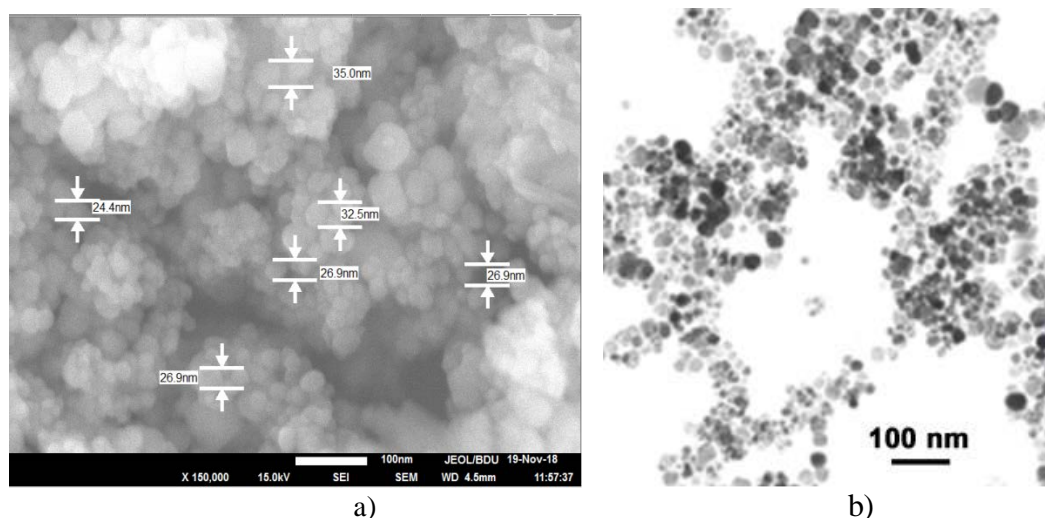 35.0nm
24.4nm
32.5nm
26.9nm
26.9nm
26.9nm
100nm JEOL/BDU 19-Nov-18
X 150,000 15.0kV SEI SEM WD 4.5mm 11:57:37
100 nm
a) b)